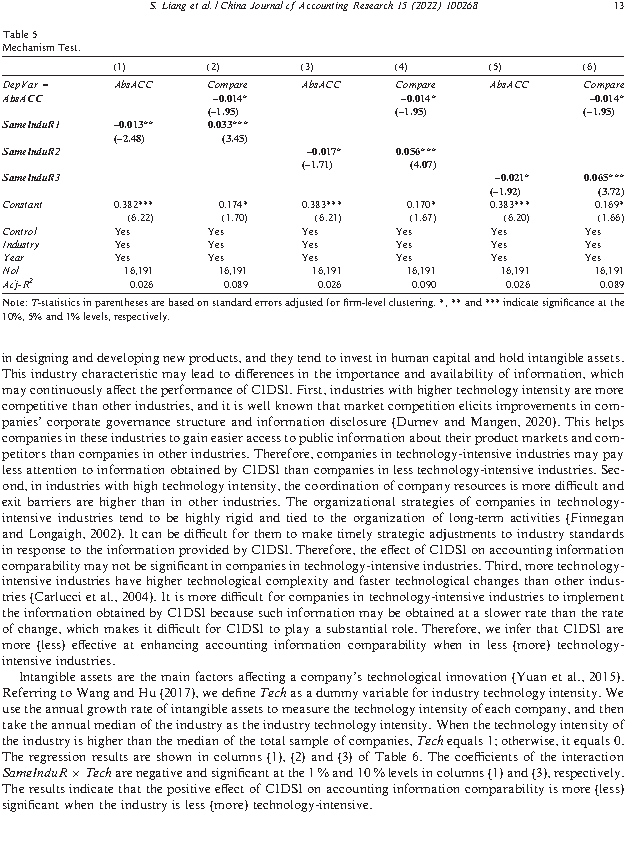 S. Liang et al. / China Journal of Accounting Research 15 (2022) 100268 13
Table 5
Mechanism Test.
(1) (2) (3) (4) (5) (6)
DepVar = AbsACC Compare AbsACC Compare AbsACC Compare
AbsACC −0.014* −0.014* −0.014*
(−1.95) (−1.95) (−1.95)
SameInduR1 −0.013** 0.033***
(−2.48) (3.45)
SameInduR2 −0.017* 0.056***
(−1.71) (4.07)
SameInduR3 −0.021* 0.065***
(−1.92) (3.72)
Constant 0.382*** 0.174* 0.383*** 0.170* 0.383*** 0.169*
(6.22) (1.70) (6.21) (1.67) (6.20) (1.66)
Control Yes Yes Yes Yes Yes Yes
Industry Yes Yes Yes Yes Yes Yes
Year Yes Yes Yes Yes Yes Yes
Nol 16,191 16,191 16,191 16,191 16,191 16,191
Acj-R² 0.026 0.089 0.026 0.090 0.026 0.089
Note: T-statistics in parentheses are based on standard errors adjusted for firm-level clustering. *, ** and *** indicate significance at the
10%, 5% and 1% levels, respectively.
in designing and developing new products, and they tend to invest in human capital and hold intangible assets.
This industry characteristic may lead to differences in the importance and availability of information, which
may continuously affect the performance of CIDSI. First, industries with higher technology intensity are more
competitive than other industries, and it is well known that market competition elicits improvements in com-
panies' corporate governance structure and information disclosure (Durnev and Mangen, 2020). This helps
companies in these industries to gain easier access to public information about their product markets and com-
petitors than companies in other industries. Therefore, companies in technology-intensive industries may pay
less attention to information obtained by CIDSI than companies in less technology-intensive industries. Sec-
ond, in industries with high technology intensity, the coordination of company resources is more difficult and
exit barriers are higher than in other industries. The organizational strategies of companies in technology-
intensive industries tend to be highly rigid and tied to the organization of long-term activities (Finnegan
and Longaigh, 2002). It can be difficult for them to make timely strategic adjustments to industry standards
in response to the information provided by CIDSI. Therefore, the effect of CIDSI on accounting information
comparability may not be significant in companies in technology-intensive industries. Third, more technology-
intensive industries have higher technological complexity and faster technological changes than other indus-
tries (Carlucci et al., 2004). It is more difficult for companies in technology-intensive industries to implement
the information obtained by CIDSI because such information may be obtained at a slower rate than the rate
of change, which makes it difficult for CIDSI to play a substantial role. Therefore, we infer that CIDSI are
more (less) effective at enhancing accounting information comparability when in less (more) technology-
intensive industries.
Intangible assets are the main factors affecting a company's technological innovation (Yuan et al., 2015).
Referring to Wang and Hu (2017), we define Tech as a dummy variable for industry technology intensity. We
use the annual growth rate of intangible assets to measure the technology intensity of each company, and then
take the annual median of the industry as the industry technology intensity. When the technology intensity of
the industry is higher than the median of the total sample of companies, Tech equals 1; otherwise, it equals 0.
The regression results are shown in columns (1), (2) and (3) of Table 6. The coefficients of the interaction
SameInduR × Tech are negative and significant at the 1% and 10% levels in columns (1) and (3), respectively.
The results indicate that the positive effect of CIDSI on accounting information comparability is more (less)
significant when the industry is less (more) technology-intensive.